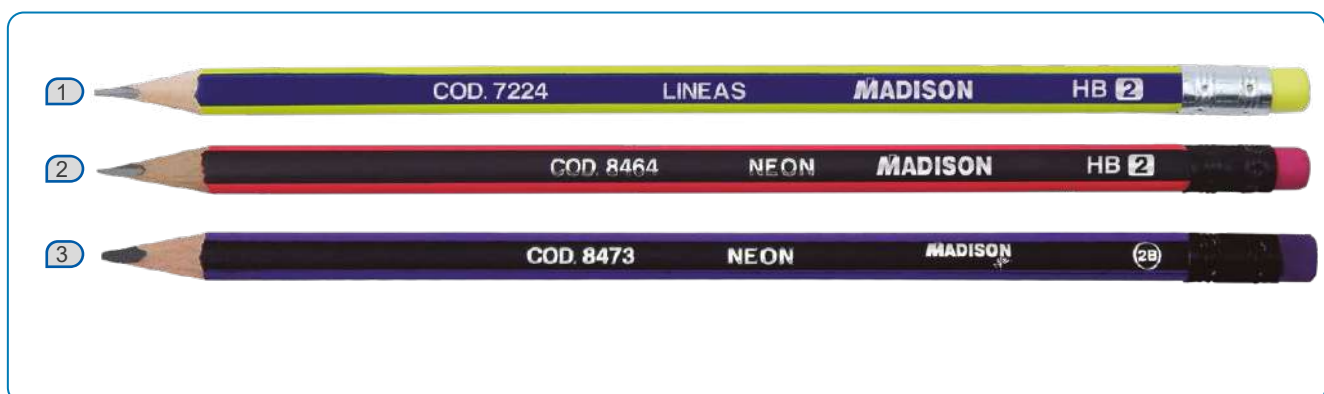 1 COD. 7224 LINEAS MADISON HB 2
2 COD. 8464 NEON MADISON HB 2
3 COD. 8473 NEON MADISON 2B